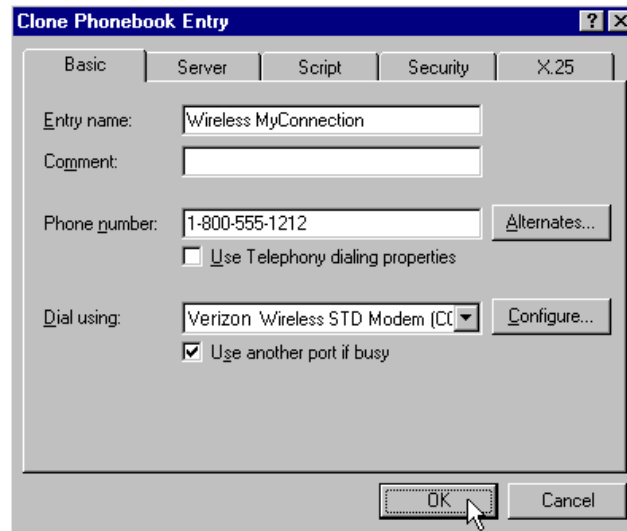 Clone Phonebook Entry
Basic Server Script Security X.25
Entry name: Wireless MyConnection
Comment:
Phone number: 1-800-555-1212 Alternates...
Use Telephony dialing properties
Dial using: Verizon Wireless STD Modem (CO Configure...
Use another port if busy
OK Cancel